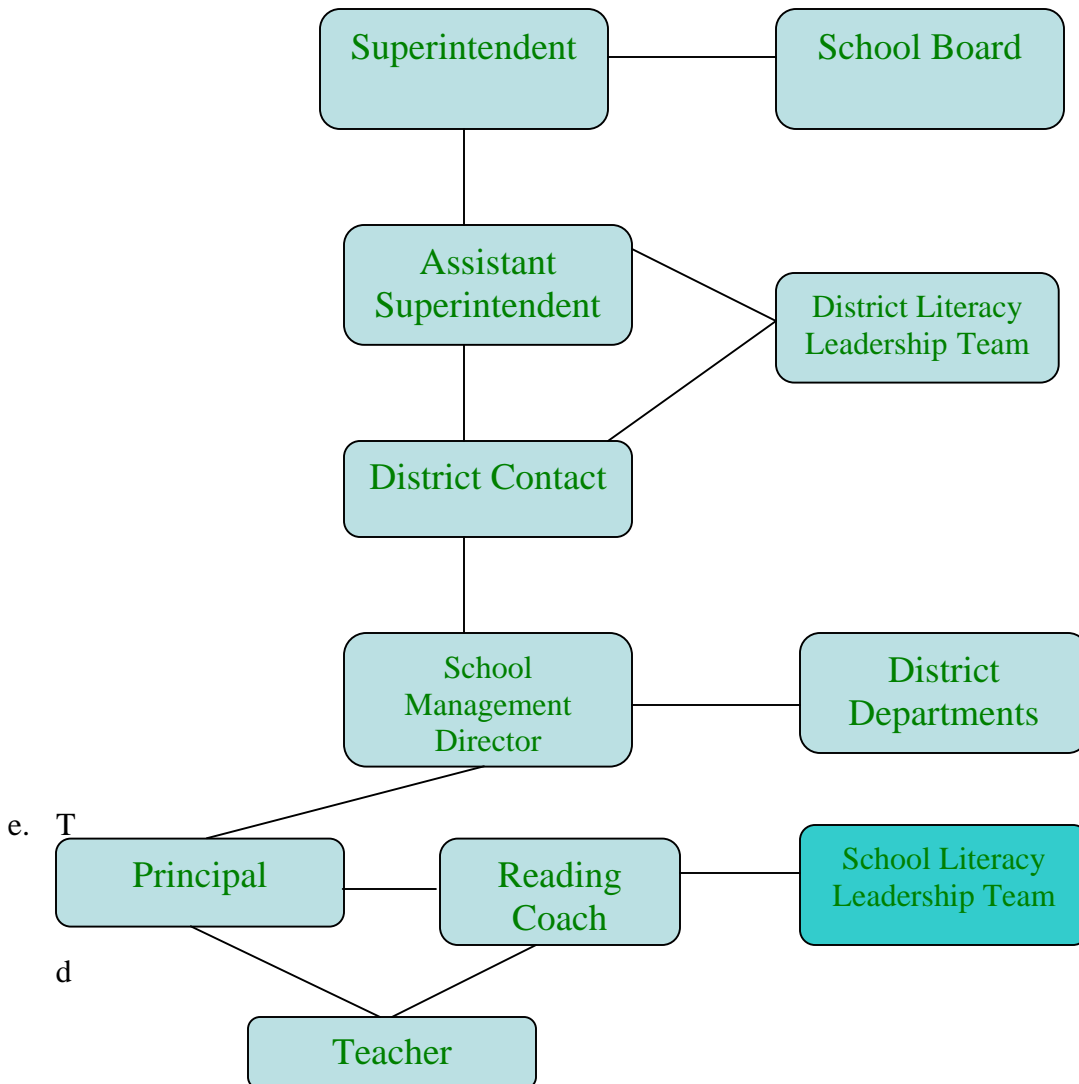 Superintendent
School Board
Assistant
Superintendent
District Literacy
Leadership Team
District Contact
School
Management
Director
District
Departments
e. T
Principal
Reading
Coach
School Literacy
Leadership Team
d
Teacher